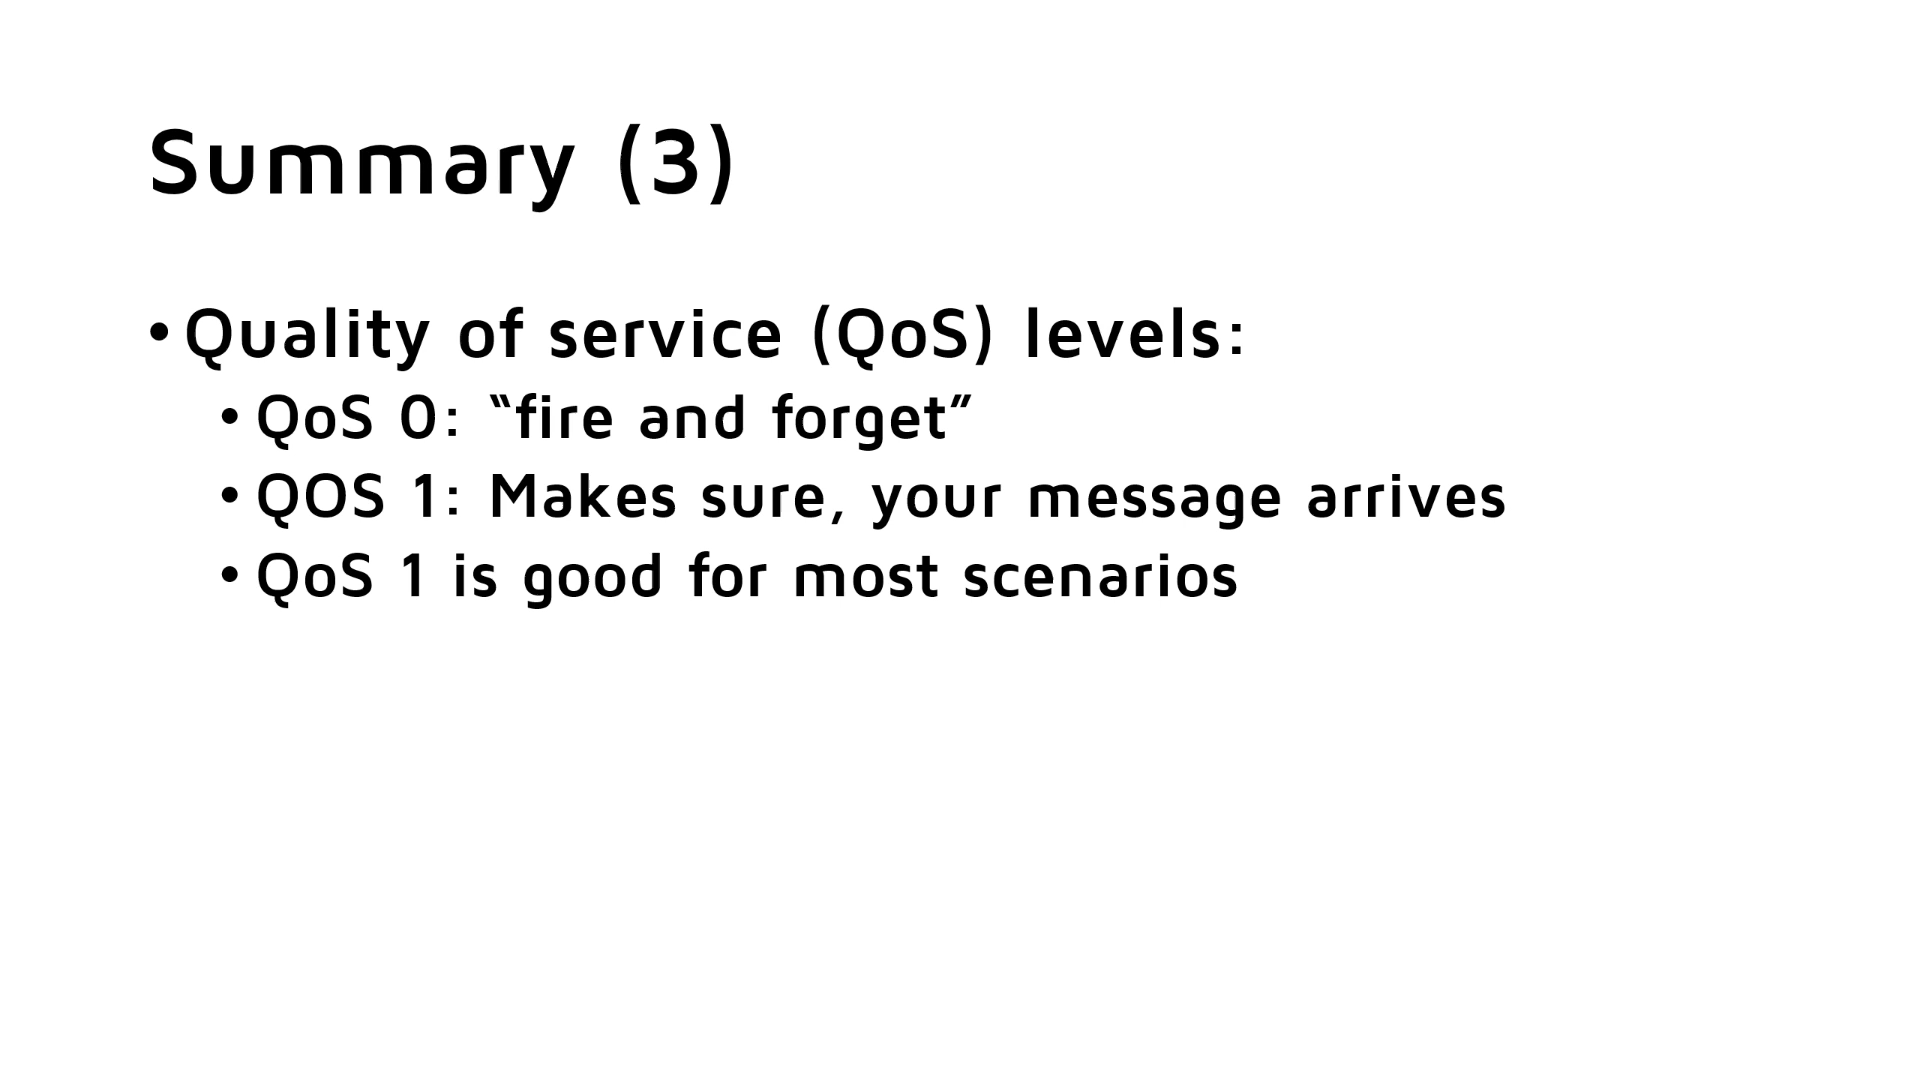 Summary (3)
• Quality of service (QoS) levels:
• QoS 0: “fire and forget”
• QOS 1: Makes sure, your message arrives
• QoS 1 is good for most scenarios